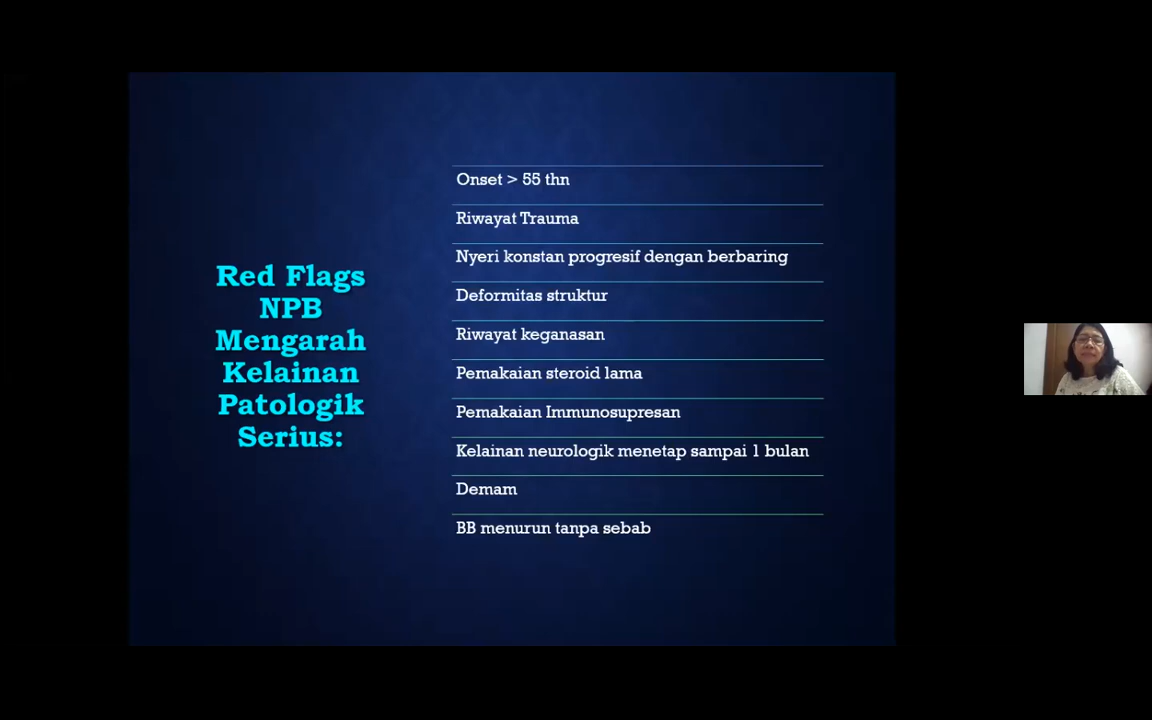 Red Flags
NPB
Mengarah
Kelainan
Patologik
Serius:
Onset > 55 thn
Riwayat Trauma
Nyeri konstan progresif dengan berbaring
Deformitas struktur
Riwayat keganasan
Pemakaian steroid lama
Pemakaian Immunosupresan
Kelainan neurologik menetap sampai 1 bulan
Demam
BB menurun tanpa sebab